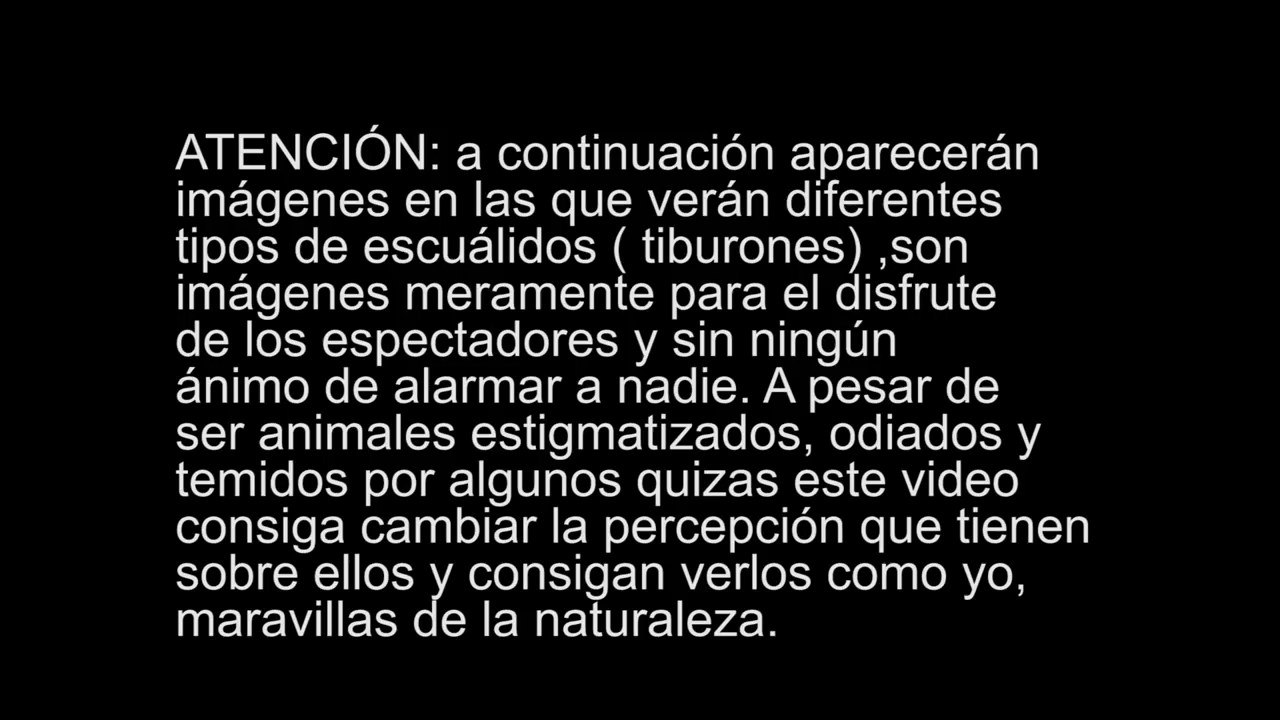 ATENCIÓN: a continuación aparecerán
imágenes en las que verán diferentes
tipos de escuálidos ( tiburones) ,son
imágenes meramente para el disfrute
de los espectadores y sin ningún
ánimo de alarmar a nadie. A pesar de
ser animales estigmatizados, odiados y
temidos por algunos quizas este video
consiga cambiar la percepción que tienen
sobre ellos y consigan verlos como yo,
maravillas de la naturaleza.